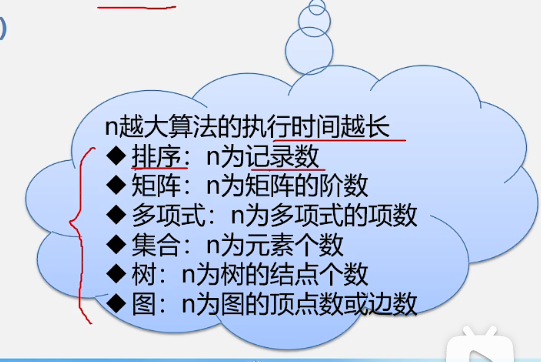 )
n越大算法的执行时间越长
◆排序：n为记录数
◆矩阵：n为矩阵的阶数
◆多项式：n为多项式的项数
◆集合：n为元素个数
◆树：n为树的结点个数
◆图：n为图的顶点数或边数